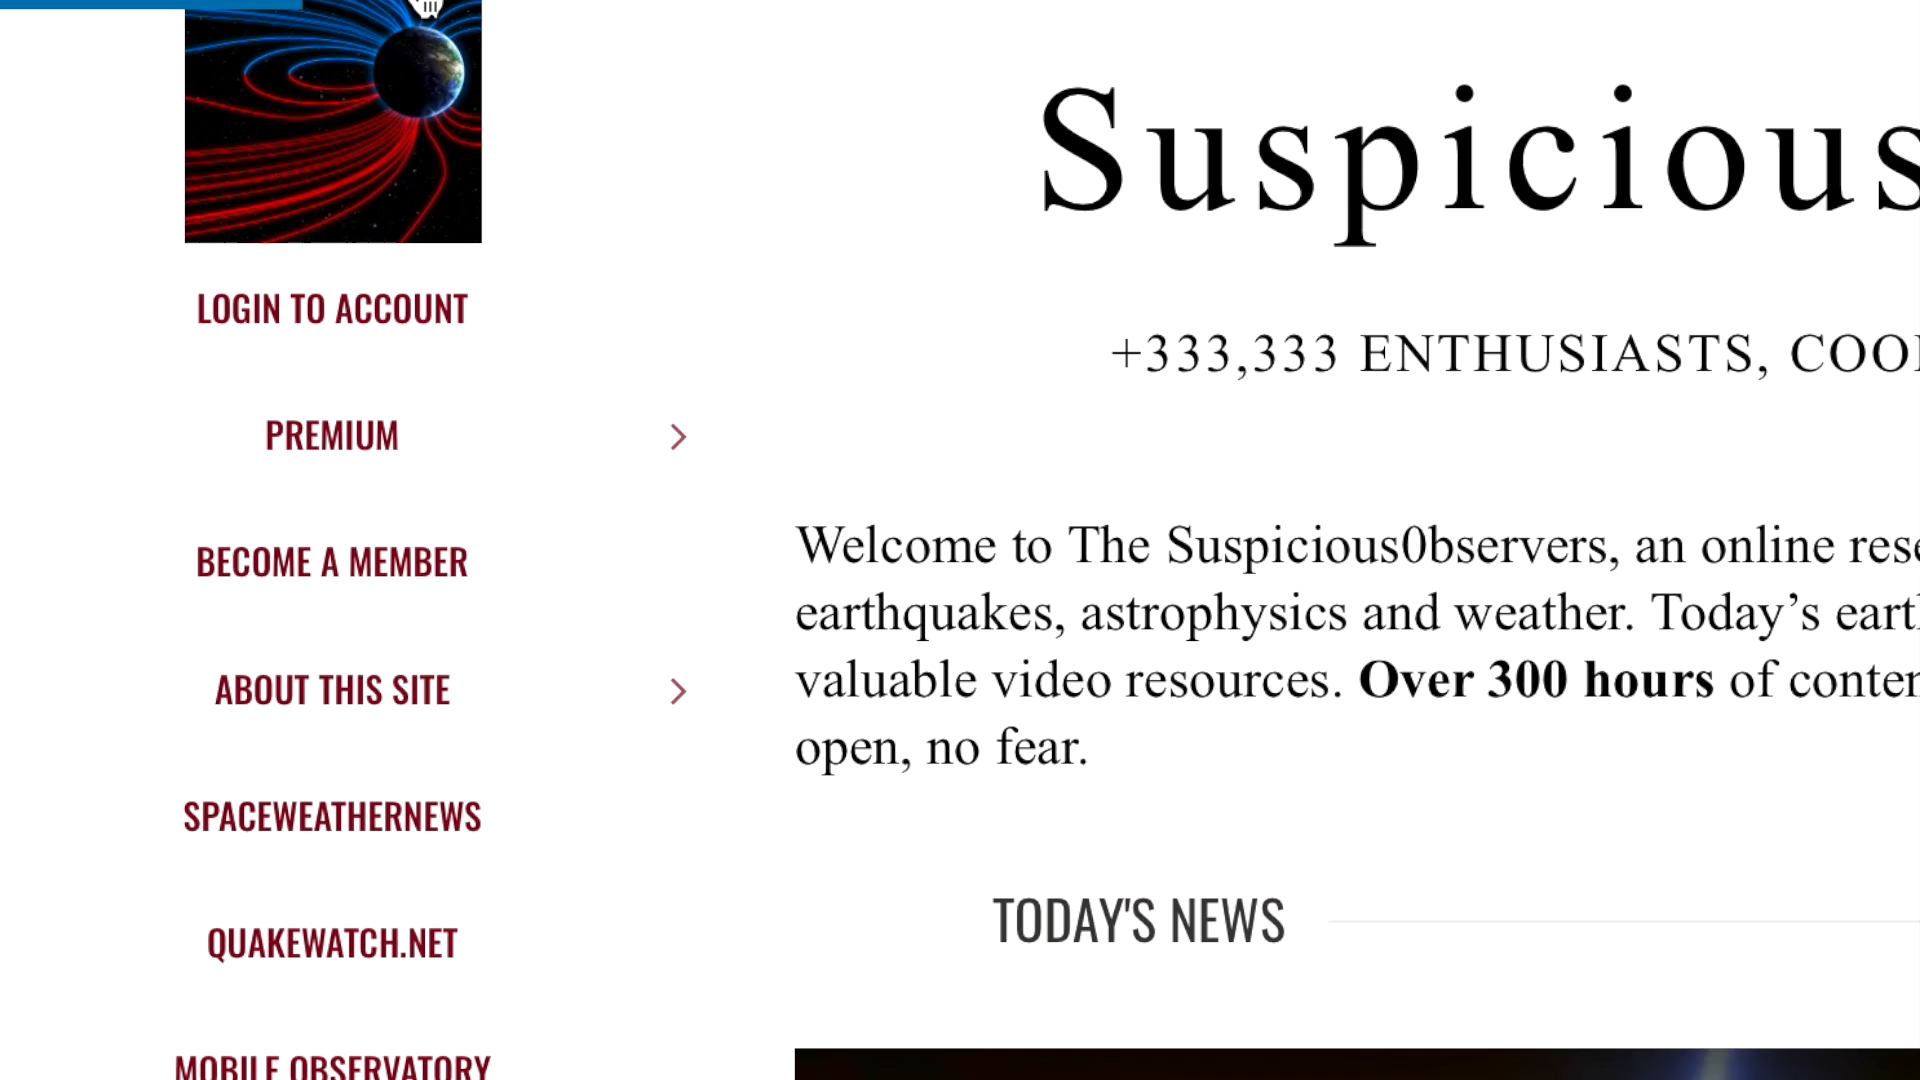 Suspicious
+333,333 ENTHUSIASTS,
LOGIN TO ACCOUNT
PREMIUM
BECOME A MEMBER
ABOUT THIS SITE
SPACEWEATHERNEWS
QUAKEWATCH.NET
MOBILE OBSERVATORY
Welcome to The Suspicious0bservers, an online
earthquakes, astrophysics and weather. Today’s
valuable video resources. Over 300 hours of
open, no fear.
TODAY'S NEWS